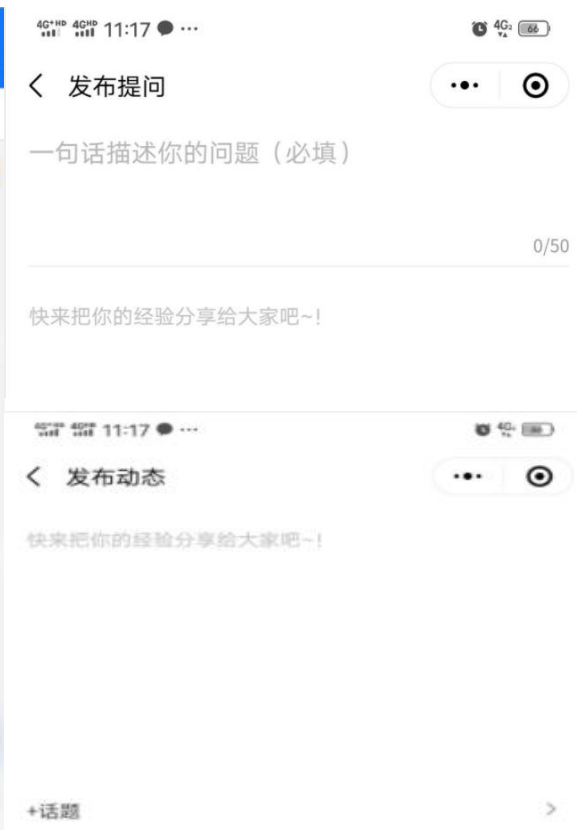 4G+HD 4GHD 11:17 ··· 4G2 66
发布提问
一句话描述你的问题（必填）
0/50
快来把你的经验分享给大家吧~!
11:17 ··· 4G
发布动态
快来把你的经验分享给大家吧~!
+话题